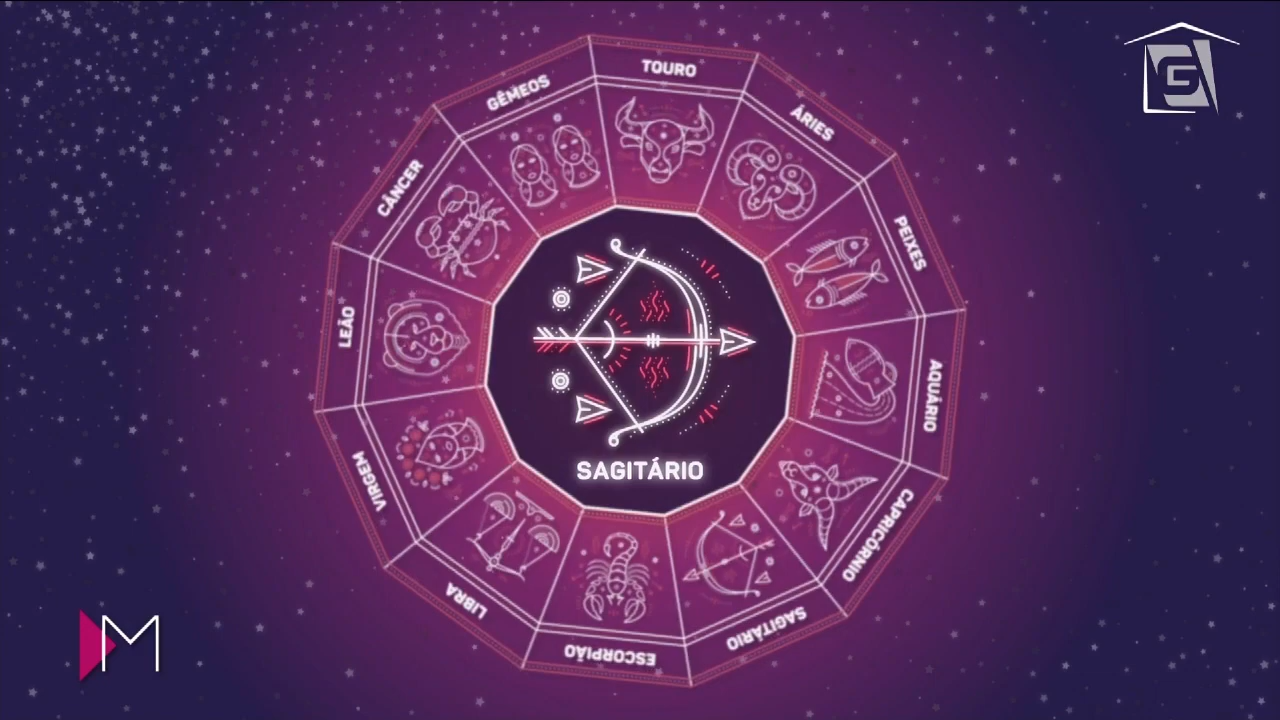 TOURO
ÁRIES
PEIXES
AQUÁRIO
CAPRICÓRNIO
SAGITÁRIO
ESCORPIÃO
LIBRA
VIRGEM
LEÃO
CÂNCER
GÊMEOS
SAGITÁRIO
G
M